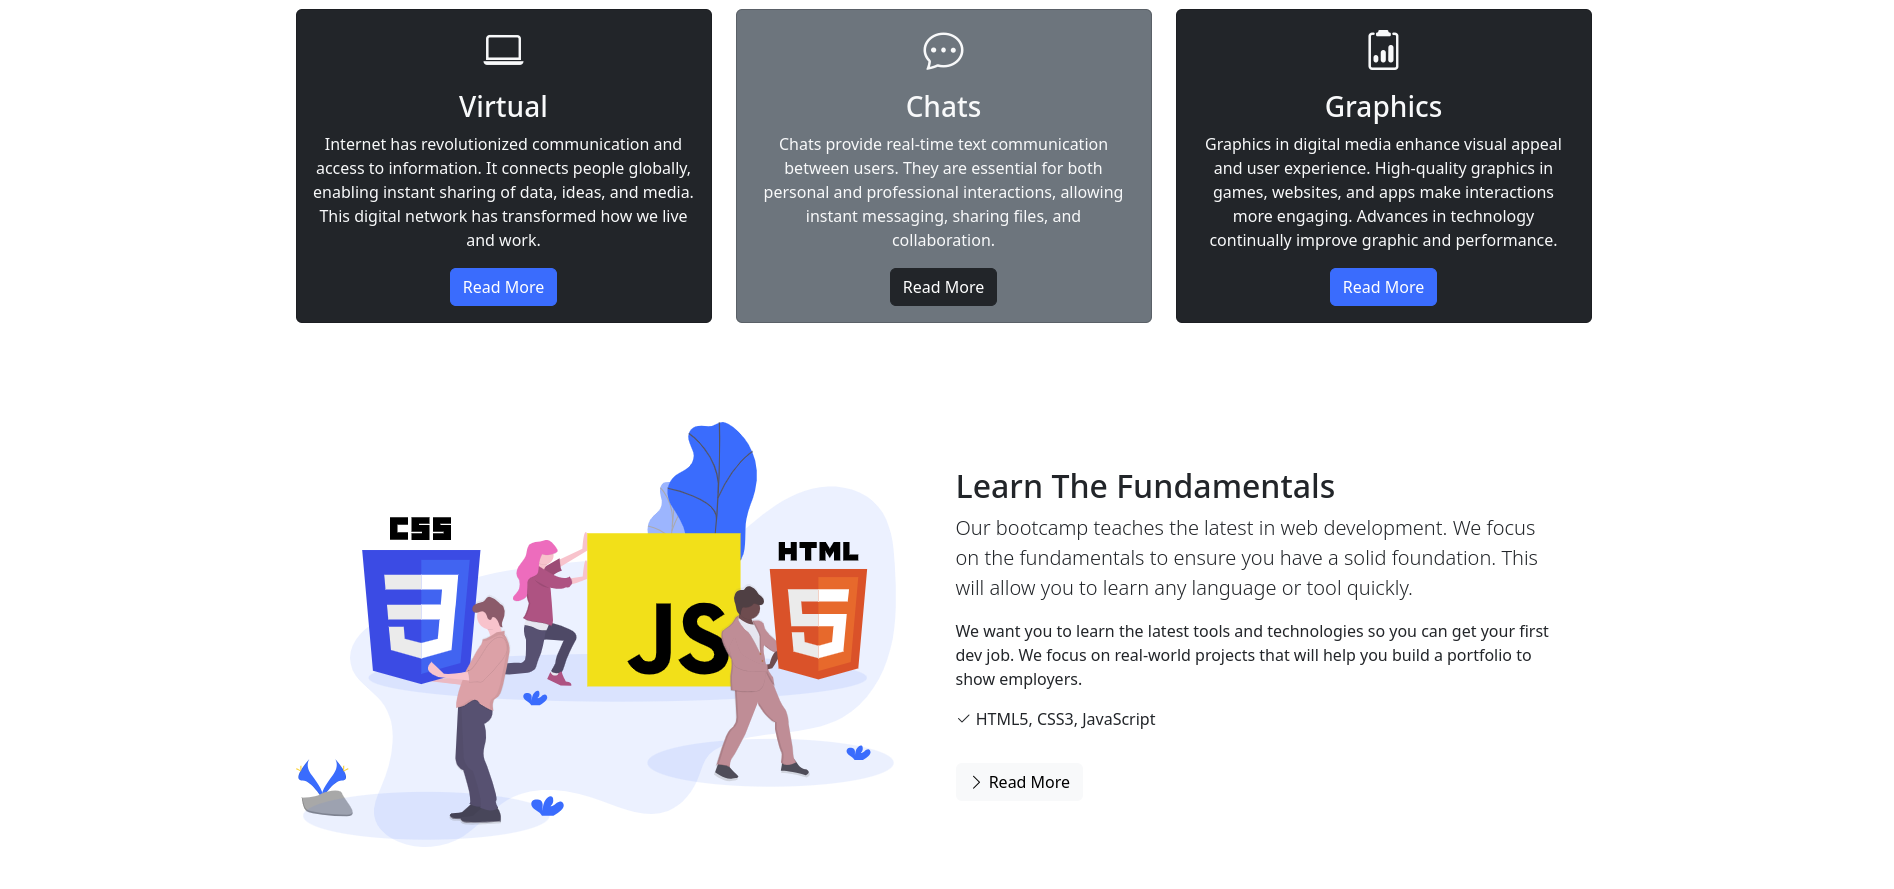 Virtual
Internet has revolutionized communication and
access to information. It connects people globally,
enabling instant sharing of data, ideas, and media.
This digital network has transformed how we live
and work.
Read More
Chats
Chats provide real-time text communication
between users. They are essential for both
personal and professional interactions, allowing
instant messaging, sharing files, and
collaboration.
Read More
Graphics
Graphics in digital media enhance visual appeal
and user experience. High-quality graphics in
games, websites, and apps make interactions
more engaging. Advances in technology
continually improve graphic and performance.
Read More
CSS
3
JS
HTML
5
Learn The Fundamentals
Our bootcamp teaches the latest in web development. We focus
on the fundamentals to ensure you have a solid foundation. This
will allow you to learn any language or tool quickly.
We want you to learn the latest tools and technologies so you can get your first
dev job. We focus on real-world projects that will help you build a portfolio to
show employers.
HTML5, CSS3, JavaScript
Read More